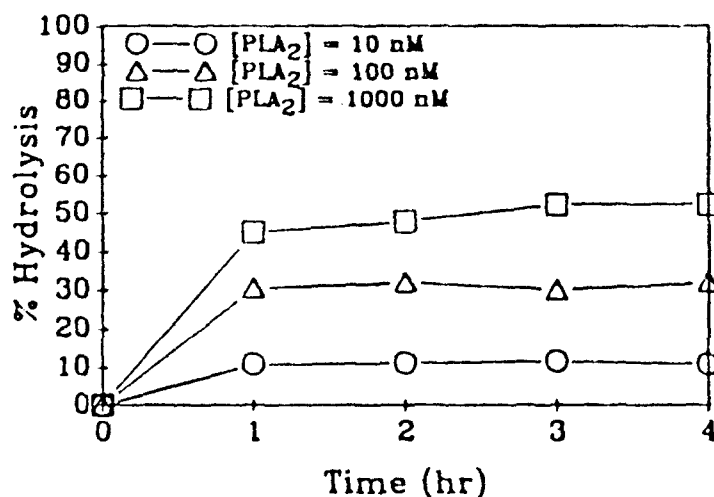 100
90
80
70
60
50
40
30
20
10
0
% Hydrolysis
[PLA₂] = 10 nM
[PLA₂] = 100 nM
[PLA₂] = 1000 nM
0 1 2 3 4
Time (hr)